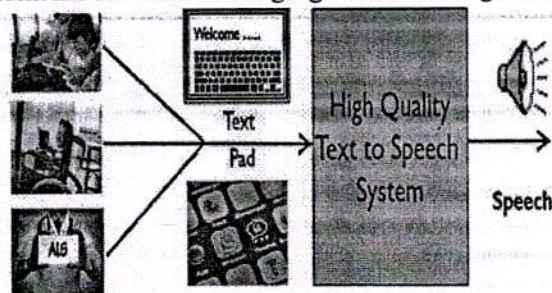 Welcome .....
Text
Pad
ALS
High Quality
Text to Speech
System
Speech